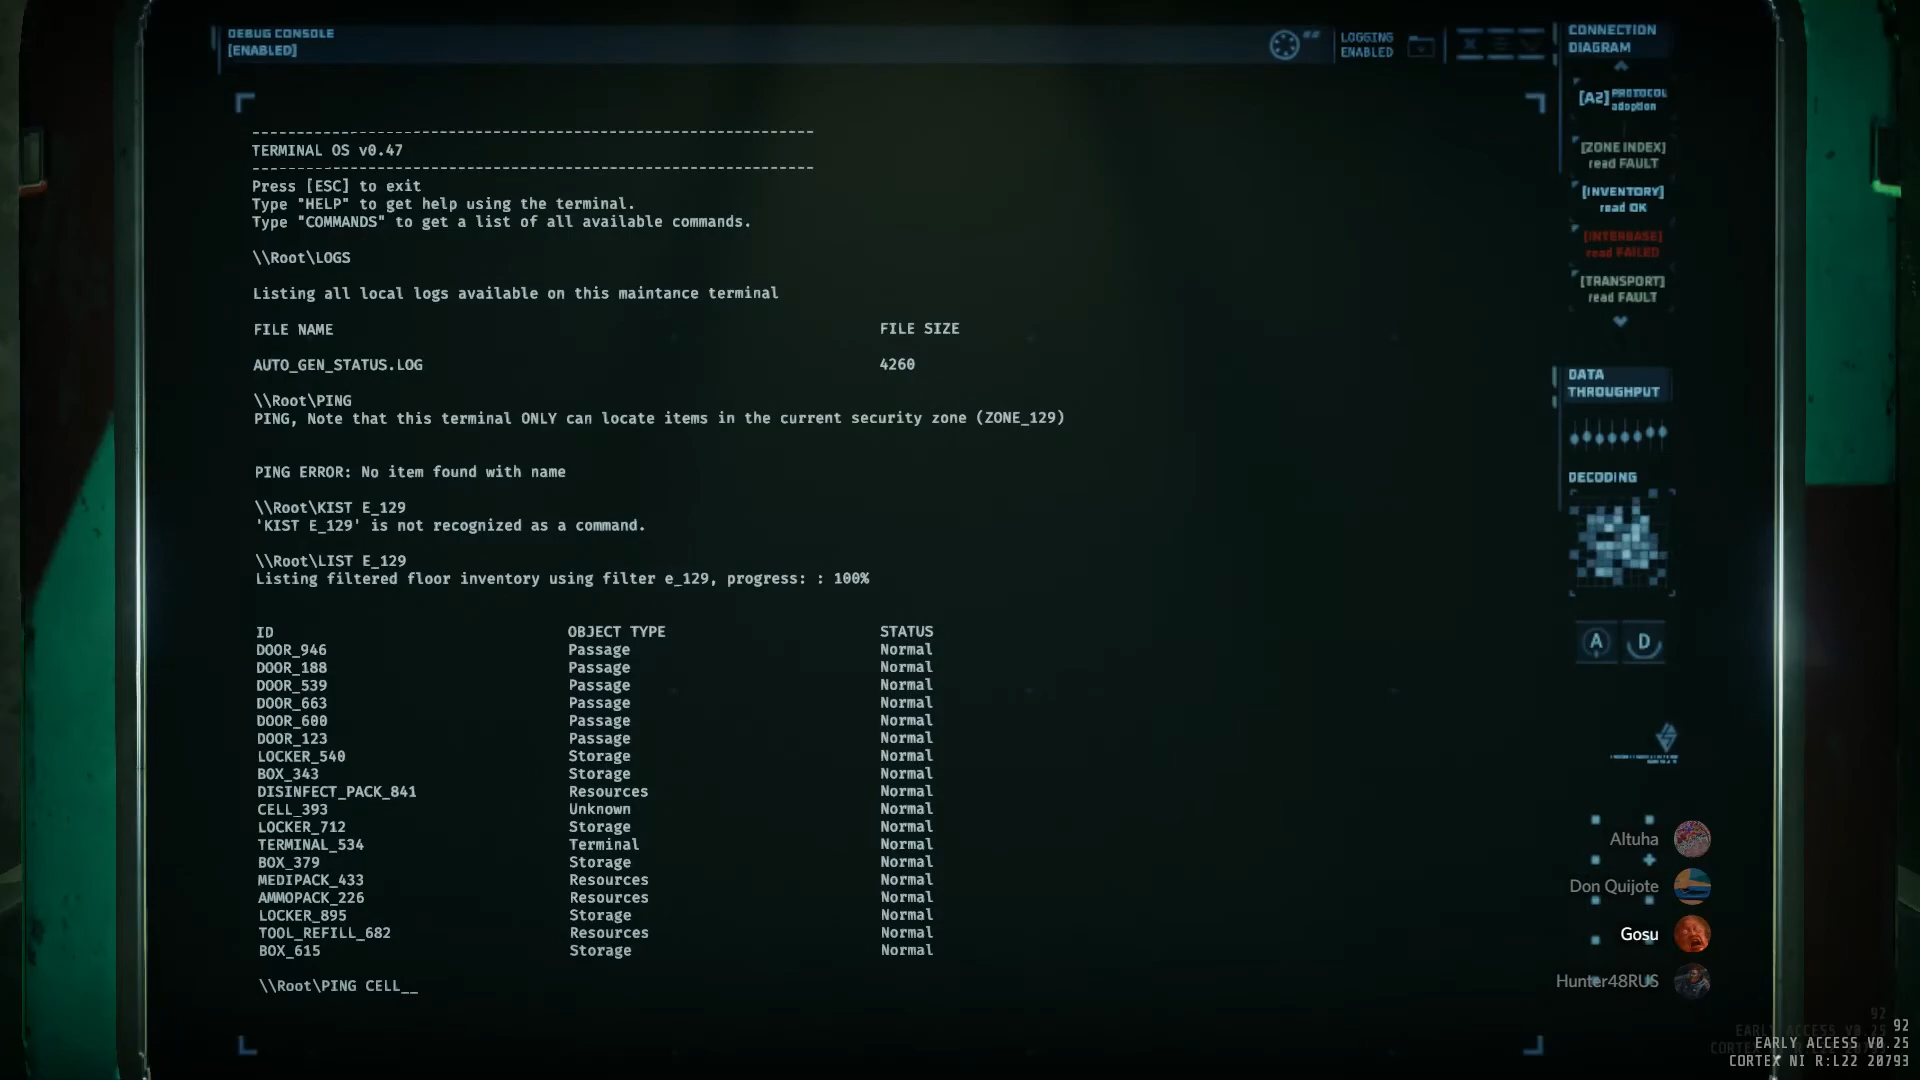 DEBUG CONSOLE
[ENABLED]
LOGGING
ENABLED
--------------------------------------------------------------
TERMINAL OS v0.47
--------------------------------------------------------------
Press [ESC] to exit
Type "HELP" to get help using the terminal.
Type "COMMANDS" to get a list of all available commands.
\\Root\LOGS
Listing all local logs available on this maintance terminal
FILE NAME FILE SIZE
AUTO_GEN_STATUS.LOG 4260
\\Root\PING
PING, Note that this terminal ONLY can locate items in the current security zone (ZONE_129)
PING ERROR: No item found with name
\\Root\KIST E_129
'KIST E_129' is not recognized as a command.
\\Root\LIST E_129
Listing filtered floor inventory using filter e_129, progress: : 100%
ID OBJECT TYPE STATUS
DOOR_946 Passage Normal
DOOR_188 Passage Normal
DOOR_539 Passage Normal
DOOR_663 Passage Normal
DOOR_600 Passage Normal
DOOR_123 Passage Normal
LOCKER_540 Storage Normal
BOX_343 Storage Normal
DISINFECT_PACK_841 Resources Normal
CELL_393 Unknown Normal
LOCKER_712 Storage Normal
TERMINAL_534 Terminal Normal
BOX_379 Storage Normal
MEDIPACK_433 Resources Normal
AMMOPACK_226 Resources Normal
LOCKER_895 Storage Normal
TOOL_REFILL_682 Resources Normal
BOX_615 Storage Normal
\\Root\PING CELL__
CONNECTION
DIAGRAM
[A2] PROTOCOL
adoption
[ZONE INDEX]
read FAULT
[INVENTORY]
read OK
[INTERBASE]
read FAILED
[TRANSPORT]
read FAULT
DATA
THROUGHPUT
DECODING
A D
Altuha
Don Quijote
Gosu
Hunter48RUS
92
EARLY ACCESS V0.25
CORTEX NI R:L22 20793